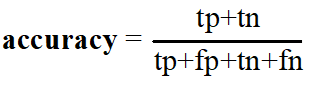 accuracy = tp+tn
tp+fp+tn+fn